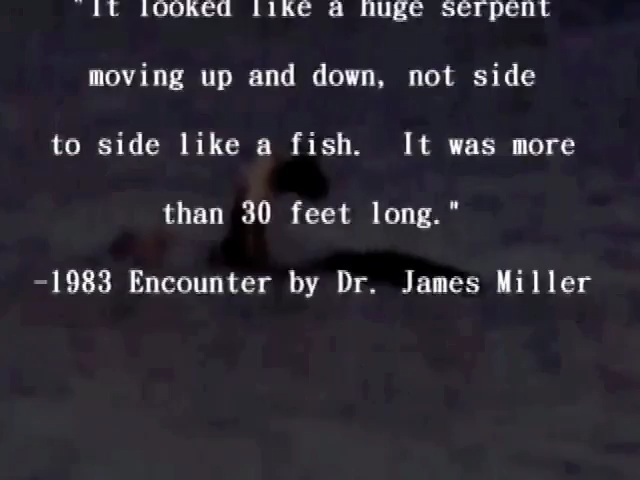 "It looked like a huge serpent
moving up and down, not side
to side like a fish.  It was more
than 30 feet long."
-1983 Encounter by Dr. James Miller